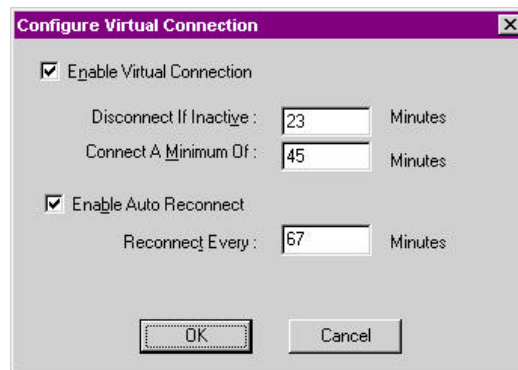 Configure Virtual Connection
Enable Virtual Connection
Disconnect If Inactive : 23 Minutes
Connect A Minimum Of : 45 Minutes
Enable Auto Reconnect
Reconnect Every : 67 Minutes
OK Cancel